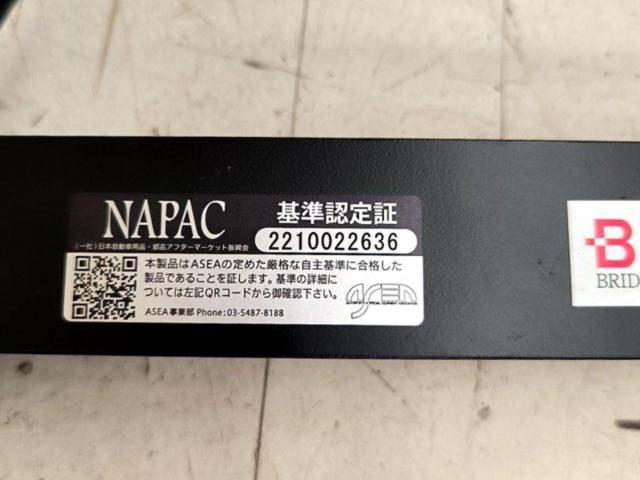 NAPAC
基準認定証
(一社)日本自動車用品・部品アフターマーケット振興会
2210022636
本製品はASEAの定めた厳格な自主基準に合格した
製品であることを証します。基準の詳細に
ついては左記QRコードから御確認下さい。
ASEA
ASEA事業部 Phone:03-5487-8188
B
BRID